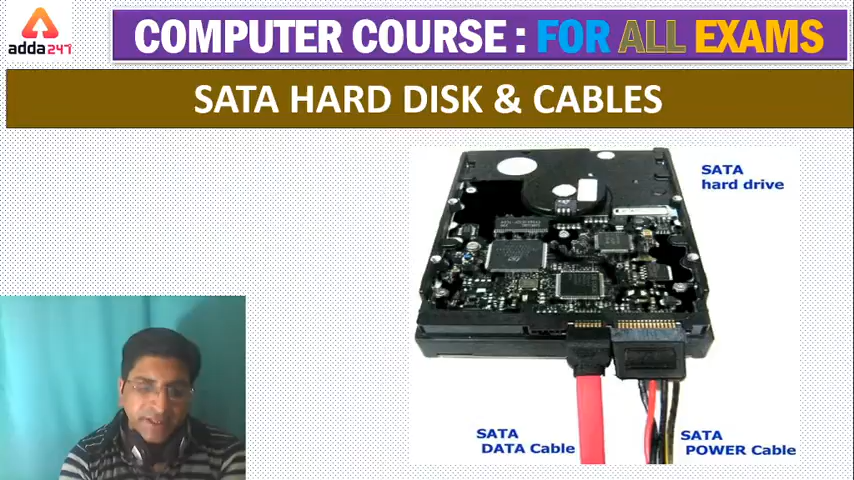 adda247
COMPUTER COURSE : FOR ALL EXAMS
SATA HARD DISK & CABLES
SATA
hard drive
SATA
DATA Cable
SATA
POWER Cable